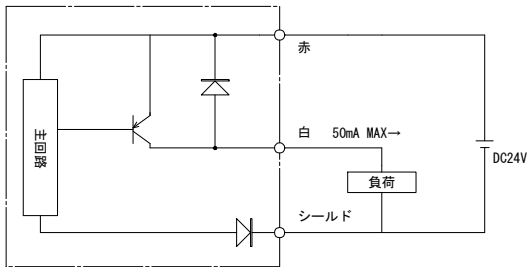 赤
主回路
白 50mA MAX→
DC24V
負荷
シールド